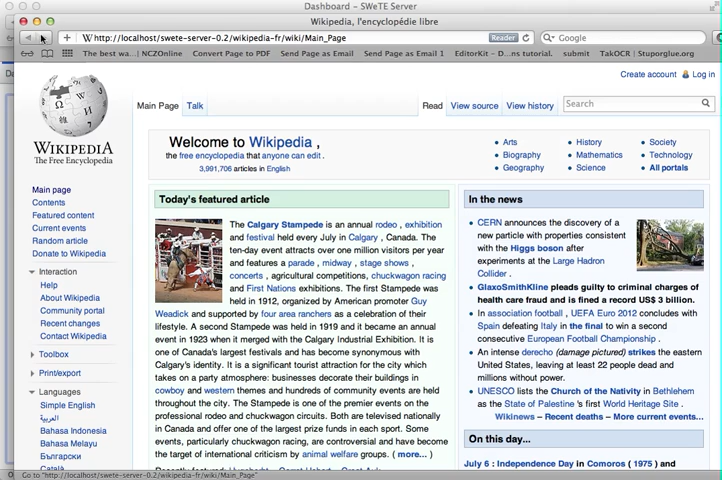 Dashboard - SWeTE Server
Wikipedia, l'encyclopédie libre
http://localhost/swete-server-0.2/wikipedia-fr/wiki/Main_Page
Reader
Google
The best wa...| NCZOnline Convert Page to PDF Send Page as Email Send Page as Email 1 EditorKit - D...ns tutorial. submit TakOCR | Stuporglue.org
Create account Log in
Main Page Talk Read View source View history Search
WIKIPEDIA
The Free Encyclopedia
Main page
Contents
Featured content
Current events
Random article
Donate to Wikipedia
Interaction
Help
About Wikipedia
Community portal
Recent changes
Contact Wikipedia
Toolbox
Print/export
Languages
Simple English
العربية
Bahasa Indonesia
Bahasa Melayu
Български
Català
Welcome to Wikipedia ,
the free encyclopedia that anyone can edit .
3,991,706 articles in English
• Arts
• Biography
• Geography
• History
• Mathematics
• Science
• Society
• Technology
• All portals
Today's featured article
The Calgary Stampede is an annual rodeo , exhibition
and festival held every July in Calgary , Canada. The
ten-day event attracts over one million visitors per year
and features a parade , midway , stage shows ,
concerts , agricultural competitions, chuckwagon racing
and First Nations exhibitions. The first Stampede was
held in 1912, organized by American promoter Guy
Weadick and supported by four area ranchers as a celebration of their
lifestyle. A second Stampede was held in 1919 and it became an annual
event in 1923 when it merged with the Calgary Industrial Exhibition. It is
one of Canada's largest festivals and has become synonymous with
Calgary's identity. It is a significant tourist attraction for the city which
takes on a party atmosphere: businesses decorate their buildings in
cowboy and western themes and hundreds of community events are held
throughout the city. The Stampede is one of the premier events on the
professional rodeo and chuckwagon circuits. Both are televised nationally
in Canada and offer one of the largest prize funds in each sport. Some
events, particularly chuckwagon racing, are controversial and have become
the target of international criticism by animal welfare groups. ( more... )
In the news
• CERN announces the discovery of a
new particle with properties consistent
with the Higgs boson after
experiments at the Large Hadron
Collider .
• GlaxoSmithKline pleads guilty to criminal charges of
health care fraud and is fined a record US$ 3 billion.
• In association football , UEFA Euro 2012 concludes with
Spain defeating Italy in the final to win a second
consecutive European Football Championship .
• An intense derecho (damage pictured) strikes the eastern
United States, leaving at least 22 people dead and
millions without power.
• UNESCO lists the Church of the Nativity in Bethlehem
as the State of Palestine 's first World Heritage Site .
Wikinews – Recent deaths – More current events...
On this day...
July 6 : Independence Day in Comoros ( 1975 ) and
Go to "http://localhost/swete-server-0.2/wikipedia-fr/wiki/Main_Page"